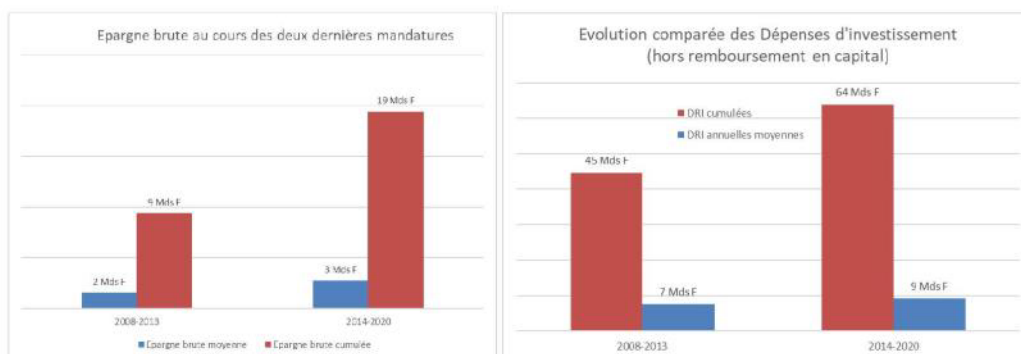 Epargne brute au cours des deux dernières mandatures
19 Mds F
9 Mds F
3 Mds F
2 Mds F
2008-2013
2014-2020
Epargne brute moyenne
Epargne brute cumulée
Evolution comparée des Dépenses d'investissement
(hors remboursement en capital)
64 Mds F
DRI cumulées
DRI annuelles moyennes
45 Mds F
7 Mds F
9 Mds F
2008-2013
2014-2020